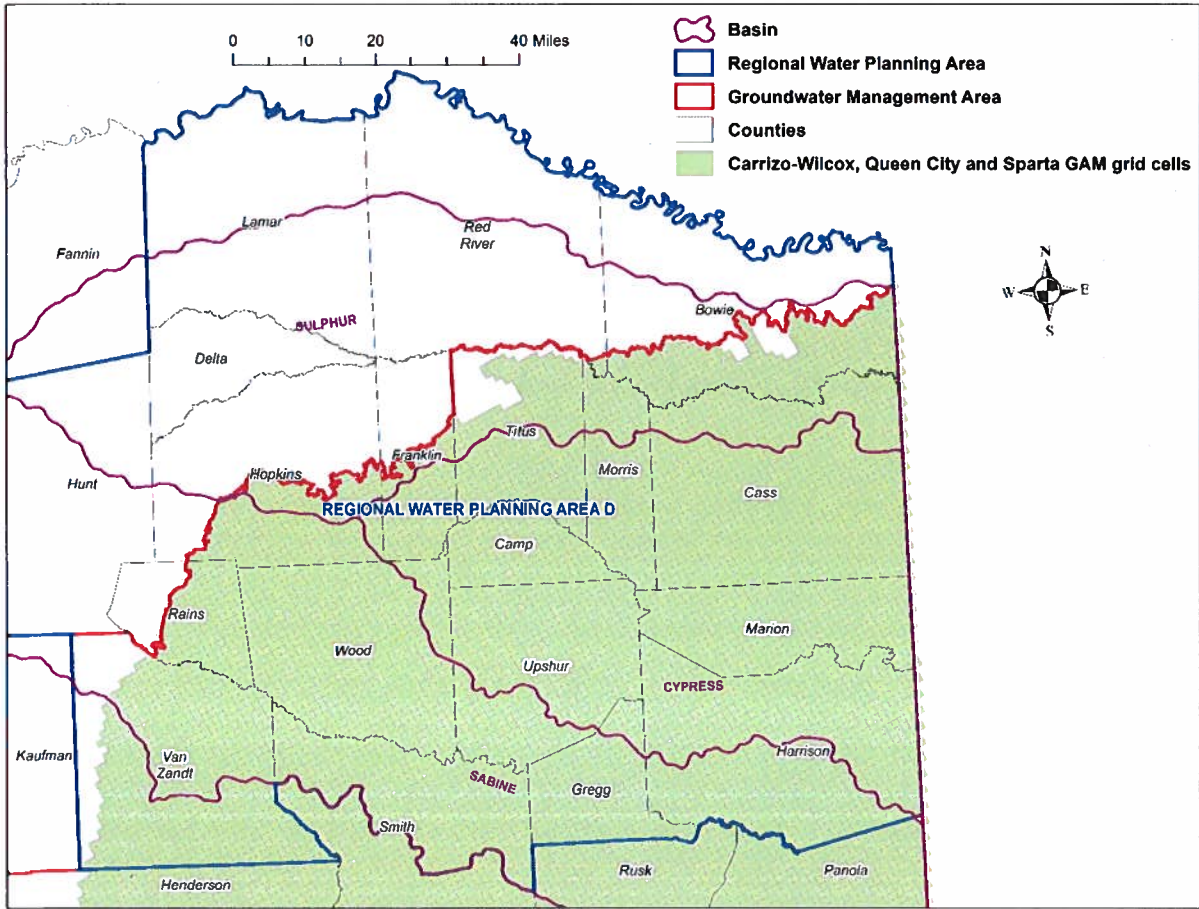 0 10 20 40 Miles
Basin
Regional Water Planning Area
Groundwater Management Area
Counties
Carrizo-Wilcox, Queen City and Sparta GAM grid cells
N
W E
S
Lamar
Red
River
Fannin
Bowie
SULPHUR
Delta
Titus
Franklin
Morris
Hopkins
Hunt
Cass
REGIONAL WATER PLANNING AREA D
Camp
Rains
Marion
Wood
Upshur
CYPRESS
Kaufman
Van
Zandt
Harrison
SABINE
Gregg
Smith
Rusk
Panola
Henderson